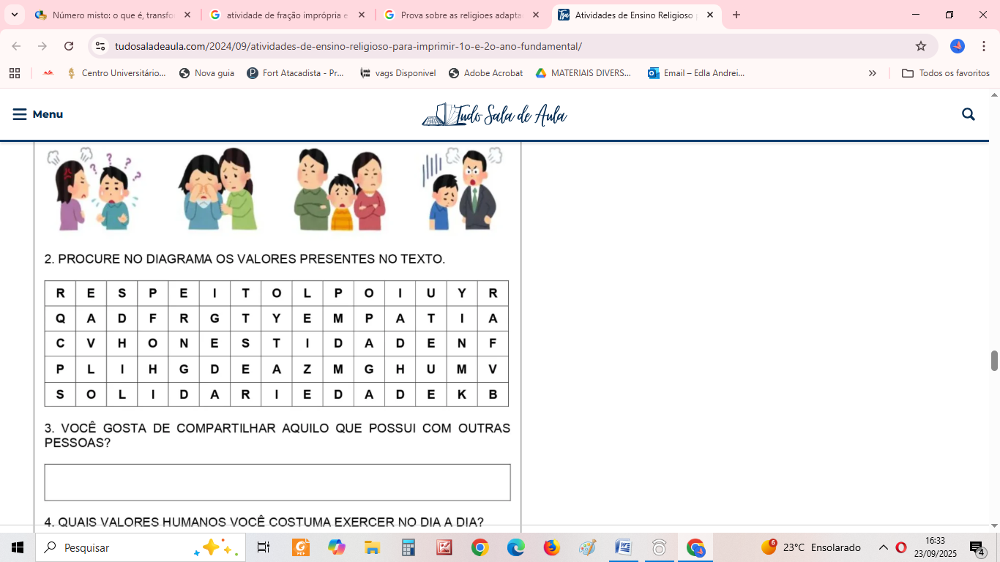 Número misto: o que é, transfo
atividade de fração imprópria e
Prova sobre as religioes adapta
Atividades de Ensino Religioso
tudosaladeaula.com/2024/09/atividades-de-ensino-religioso-para-imprimir-1o-e-2o-ano-fundamental/
Centro Universitário... Nova guia Fort Atacadista - Pr... vags Disponivel Adobe Acrobat MATERIAIS DIVERS... Email – Edla Andrei... Todos os favoritos
Menu
Tudo Sala de Aula
2. PROCURE NO DIAGRAMA OS VALORES PRESENTES NO TEXTO.
R E S P E I T O L P O I U Y R
Q A D F R G T Y E M P A T I A
C V H O N E S T I D A D E N F
P L I H G D E A Z M G H U M V
S O L I D A R I E D A D E K B
3. VOCÊ GOSTA DE COMPARTILHAR AQUILO QUE POSSUI COM OUTRAS
PESSOAS?
4. QUAIS VALORES HUMANOS VOCÊ COSTUMA EXERCER NO DIA A DIA?
Pesquisar
6
23°C Ensolarado
16:33
23/09/2025
4